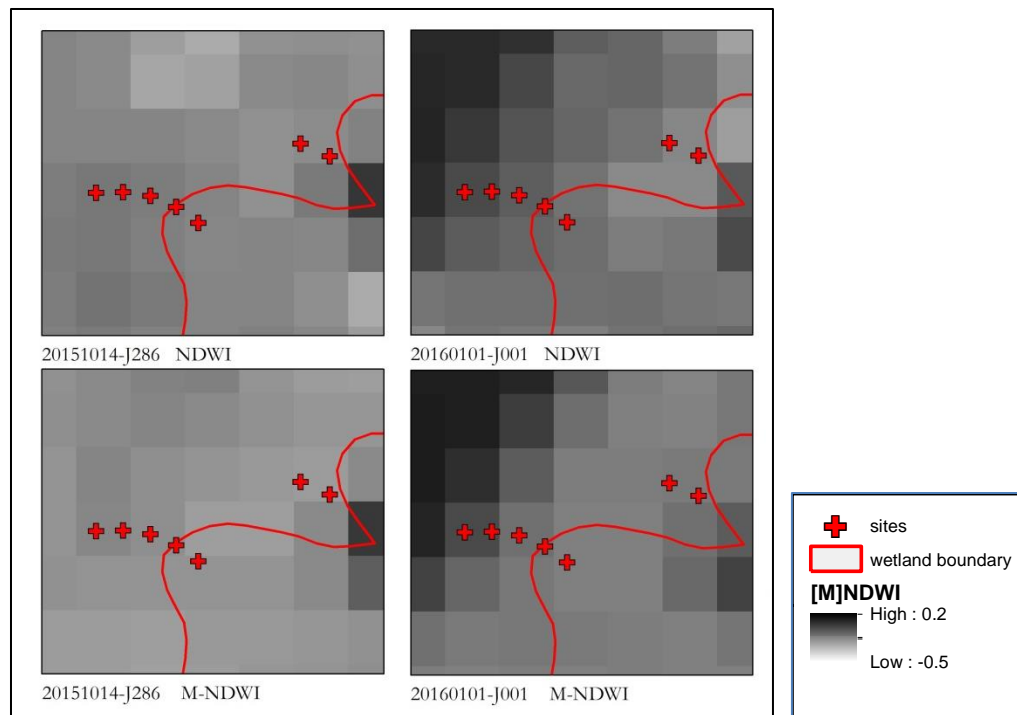 20151014-J286 NDWI
20160101-J001 NDWI
20151014-J286 M-NDWI
20160101-J001 M-NDWI
sites
wetland boundary
[M]NDWI
High : 0.2
Low : -0.5